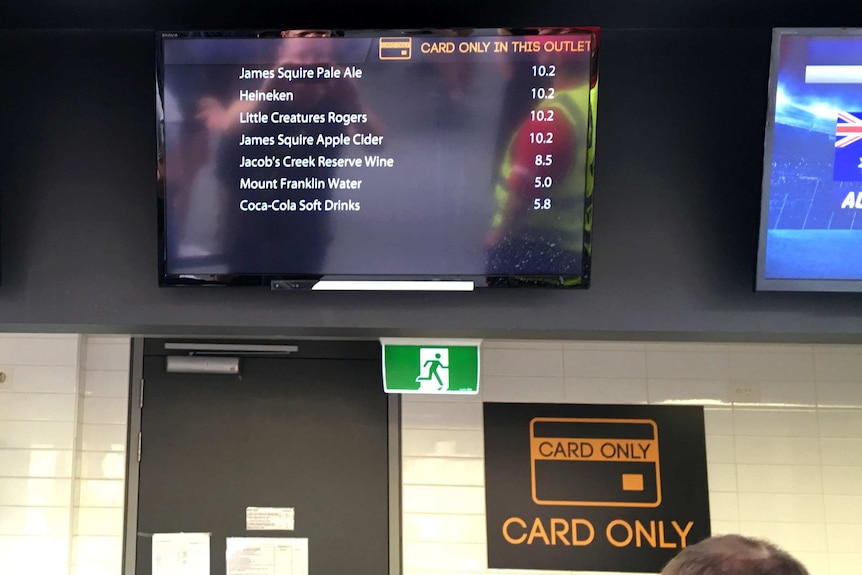 CARD ONLY IN THIS OUTLET
James Squire Pale Ale 10.2
Heineken 10.2
Little Creatures Rogers 10.2
James Squire Apple Cider 10.2
Jacob's Creek Reserve Wine 8.5
Mount Franklin Water 5.0
Coca-Cola Soft Drinks 5.8
CARD ONLY
CARD ONLY